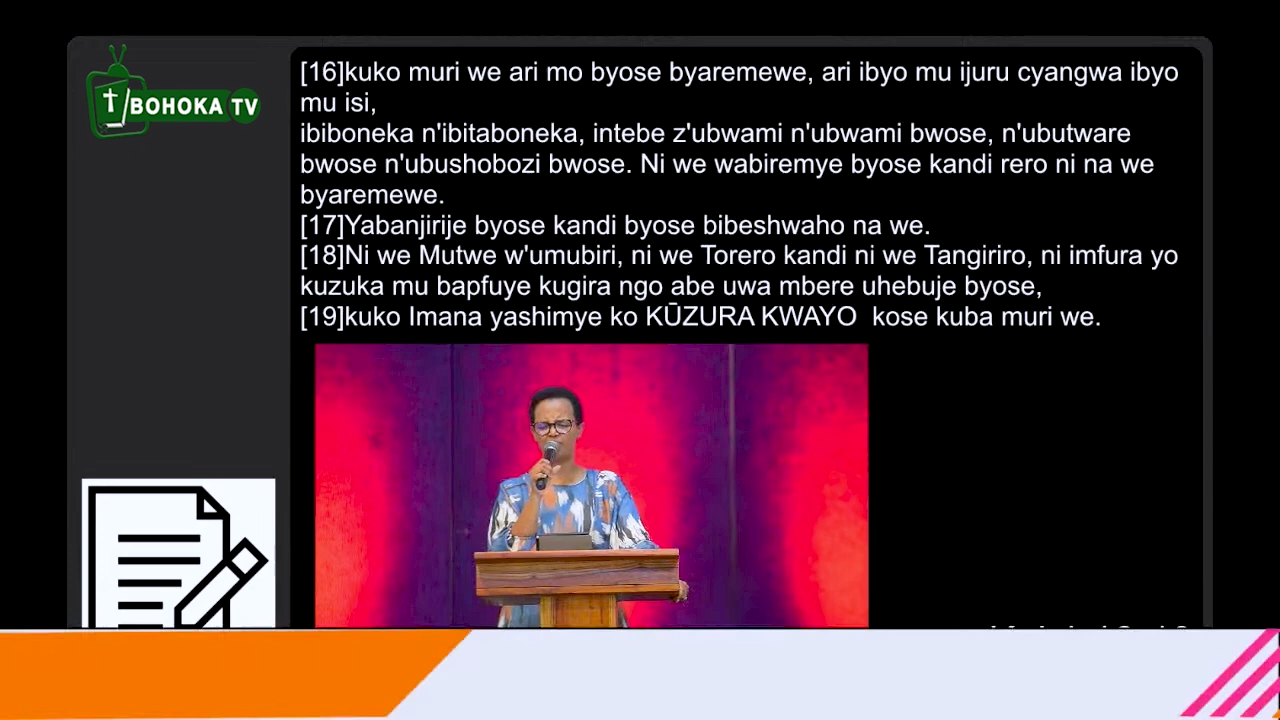 BOHOKA TV
[16]kuko muri we ari mo byose byaremewe, ari ibyo mu ijuru cyangwa ibyo
mu isi,
ibiboneka n'ibitaboneka, intebe z'ubwami n'ubwami bwose, n'ubutware
bwose n'ubushobozi bwose. Ni we wabiremye byose kandi rero ni na we
byaremewe.
[17]Yabanjirije byose kandi byose bibeshwaho na we.
[18]Ni we Mutwe w'umubiri, ni we Torero kandi ni we Tangiriro, ni imfura yo
kuzuka mu bapfuye kugira ngo abe uwa mbere uhebuje byose,
[19]kuko Imana yashimye ko KŪZURA KWAYO  kose kuba muri we.